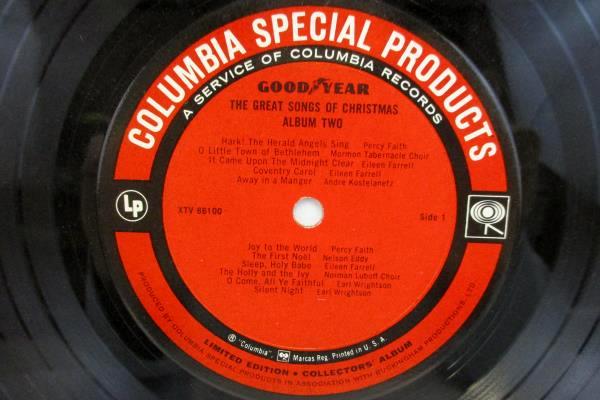 COLUMBIA SPECIAL PRODUCTS
A SERVICE OF COLUMBIA RECORDS
GOODYEAR
THE GREAT SONGS OF CHRISTMAS
ALBUM TWO
Hark! The Herald Angels Sing Percy Faith
O Little Town of Bethlehem Mormon Tabernacle Choir
It Came Upon The Midnight Clear Eileen Farrell
Coventry Carol Eileen Farrell
Away in a Manger Andre Kostelanetz
LP
XTV 86100
Side 1
Joy to the World Percy Faith
The First Noël Nelson Eddy
Sleep, Holy Babe Eileen Farrell
The Holly and the Ivy Norman Luboff Choir
O Come, All Ye Faithful Earl Wrightson
Silent Night Earl Wrightson
® "Columbia", Marcas Reg. Printed in U.S.A.
LIMITED EDITION • COLLECTORS' ALBUM
PRODUCED BY COLUMBIA SPECIAL PRODUCTS IN ASSOCIATION WITH BUCKINGHAM PRODUCTIONS, LTD.